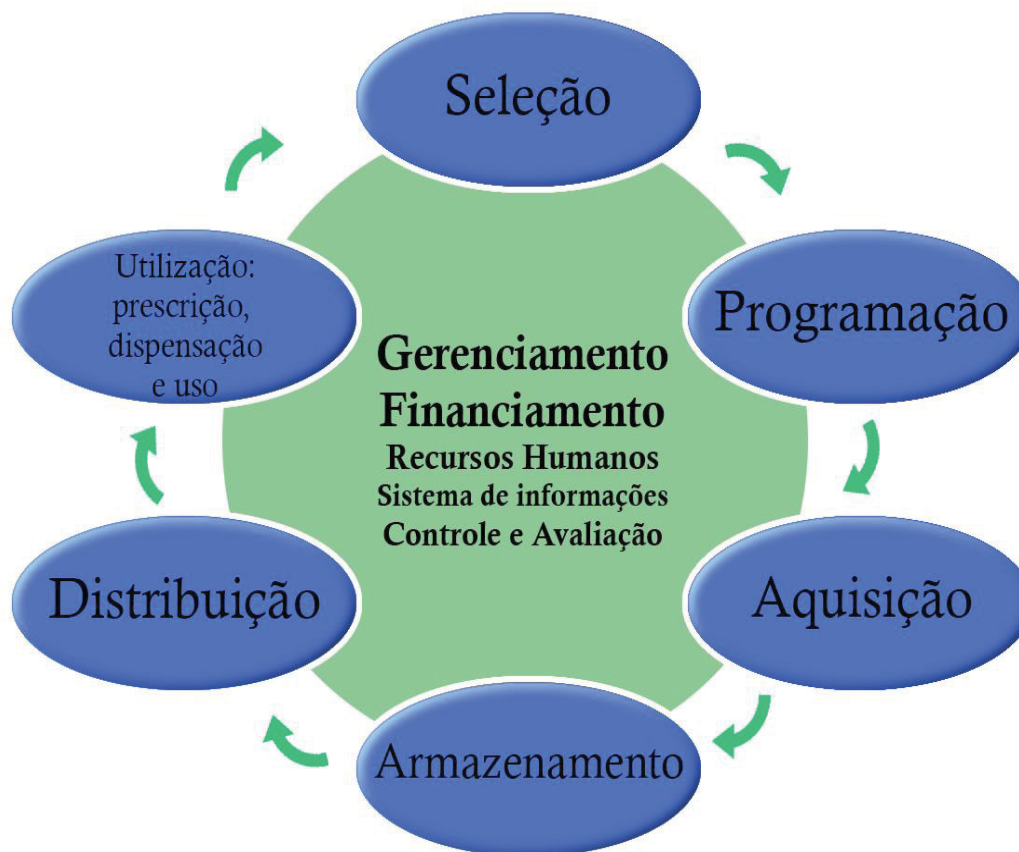 Seleção
Programação
Aquisição
Armazenamento
Distribuição
Utilização:
prescrição,
dispensação
e uso
Gerenciamento
Financiamento
Recursos Humanos
Sistema de informações
Controle e Avaliação